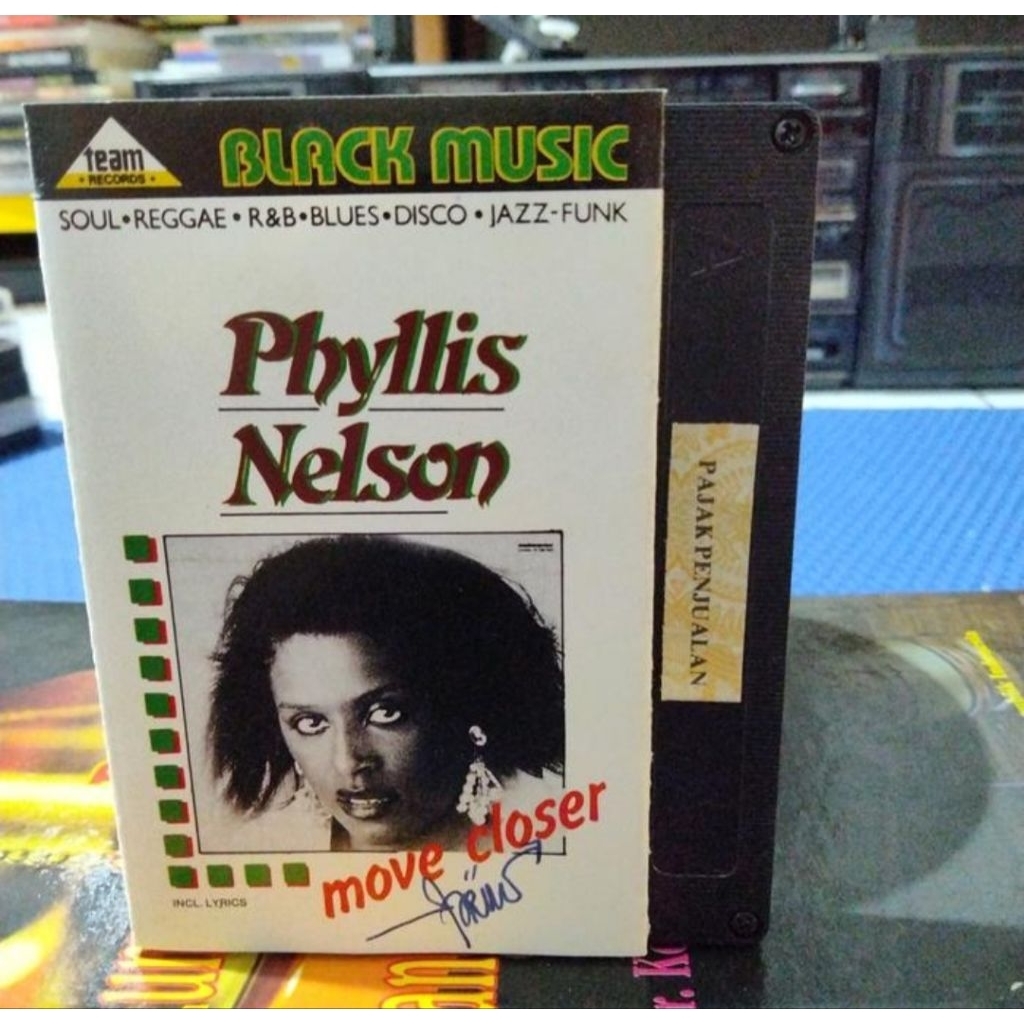 team
• RECORDS •
BLACK MUSIC
SOUL•REGGAE•R&B•BLUES•DISCO•JAZZ-FUNK
Phyllis
Nelson
move closer
INCL. LYRICS
PAJAK PENJUALAN